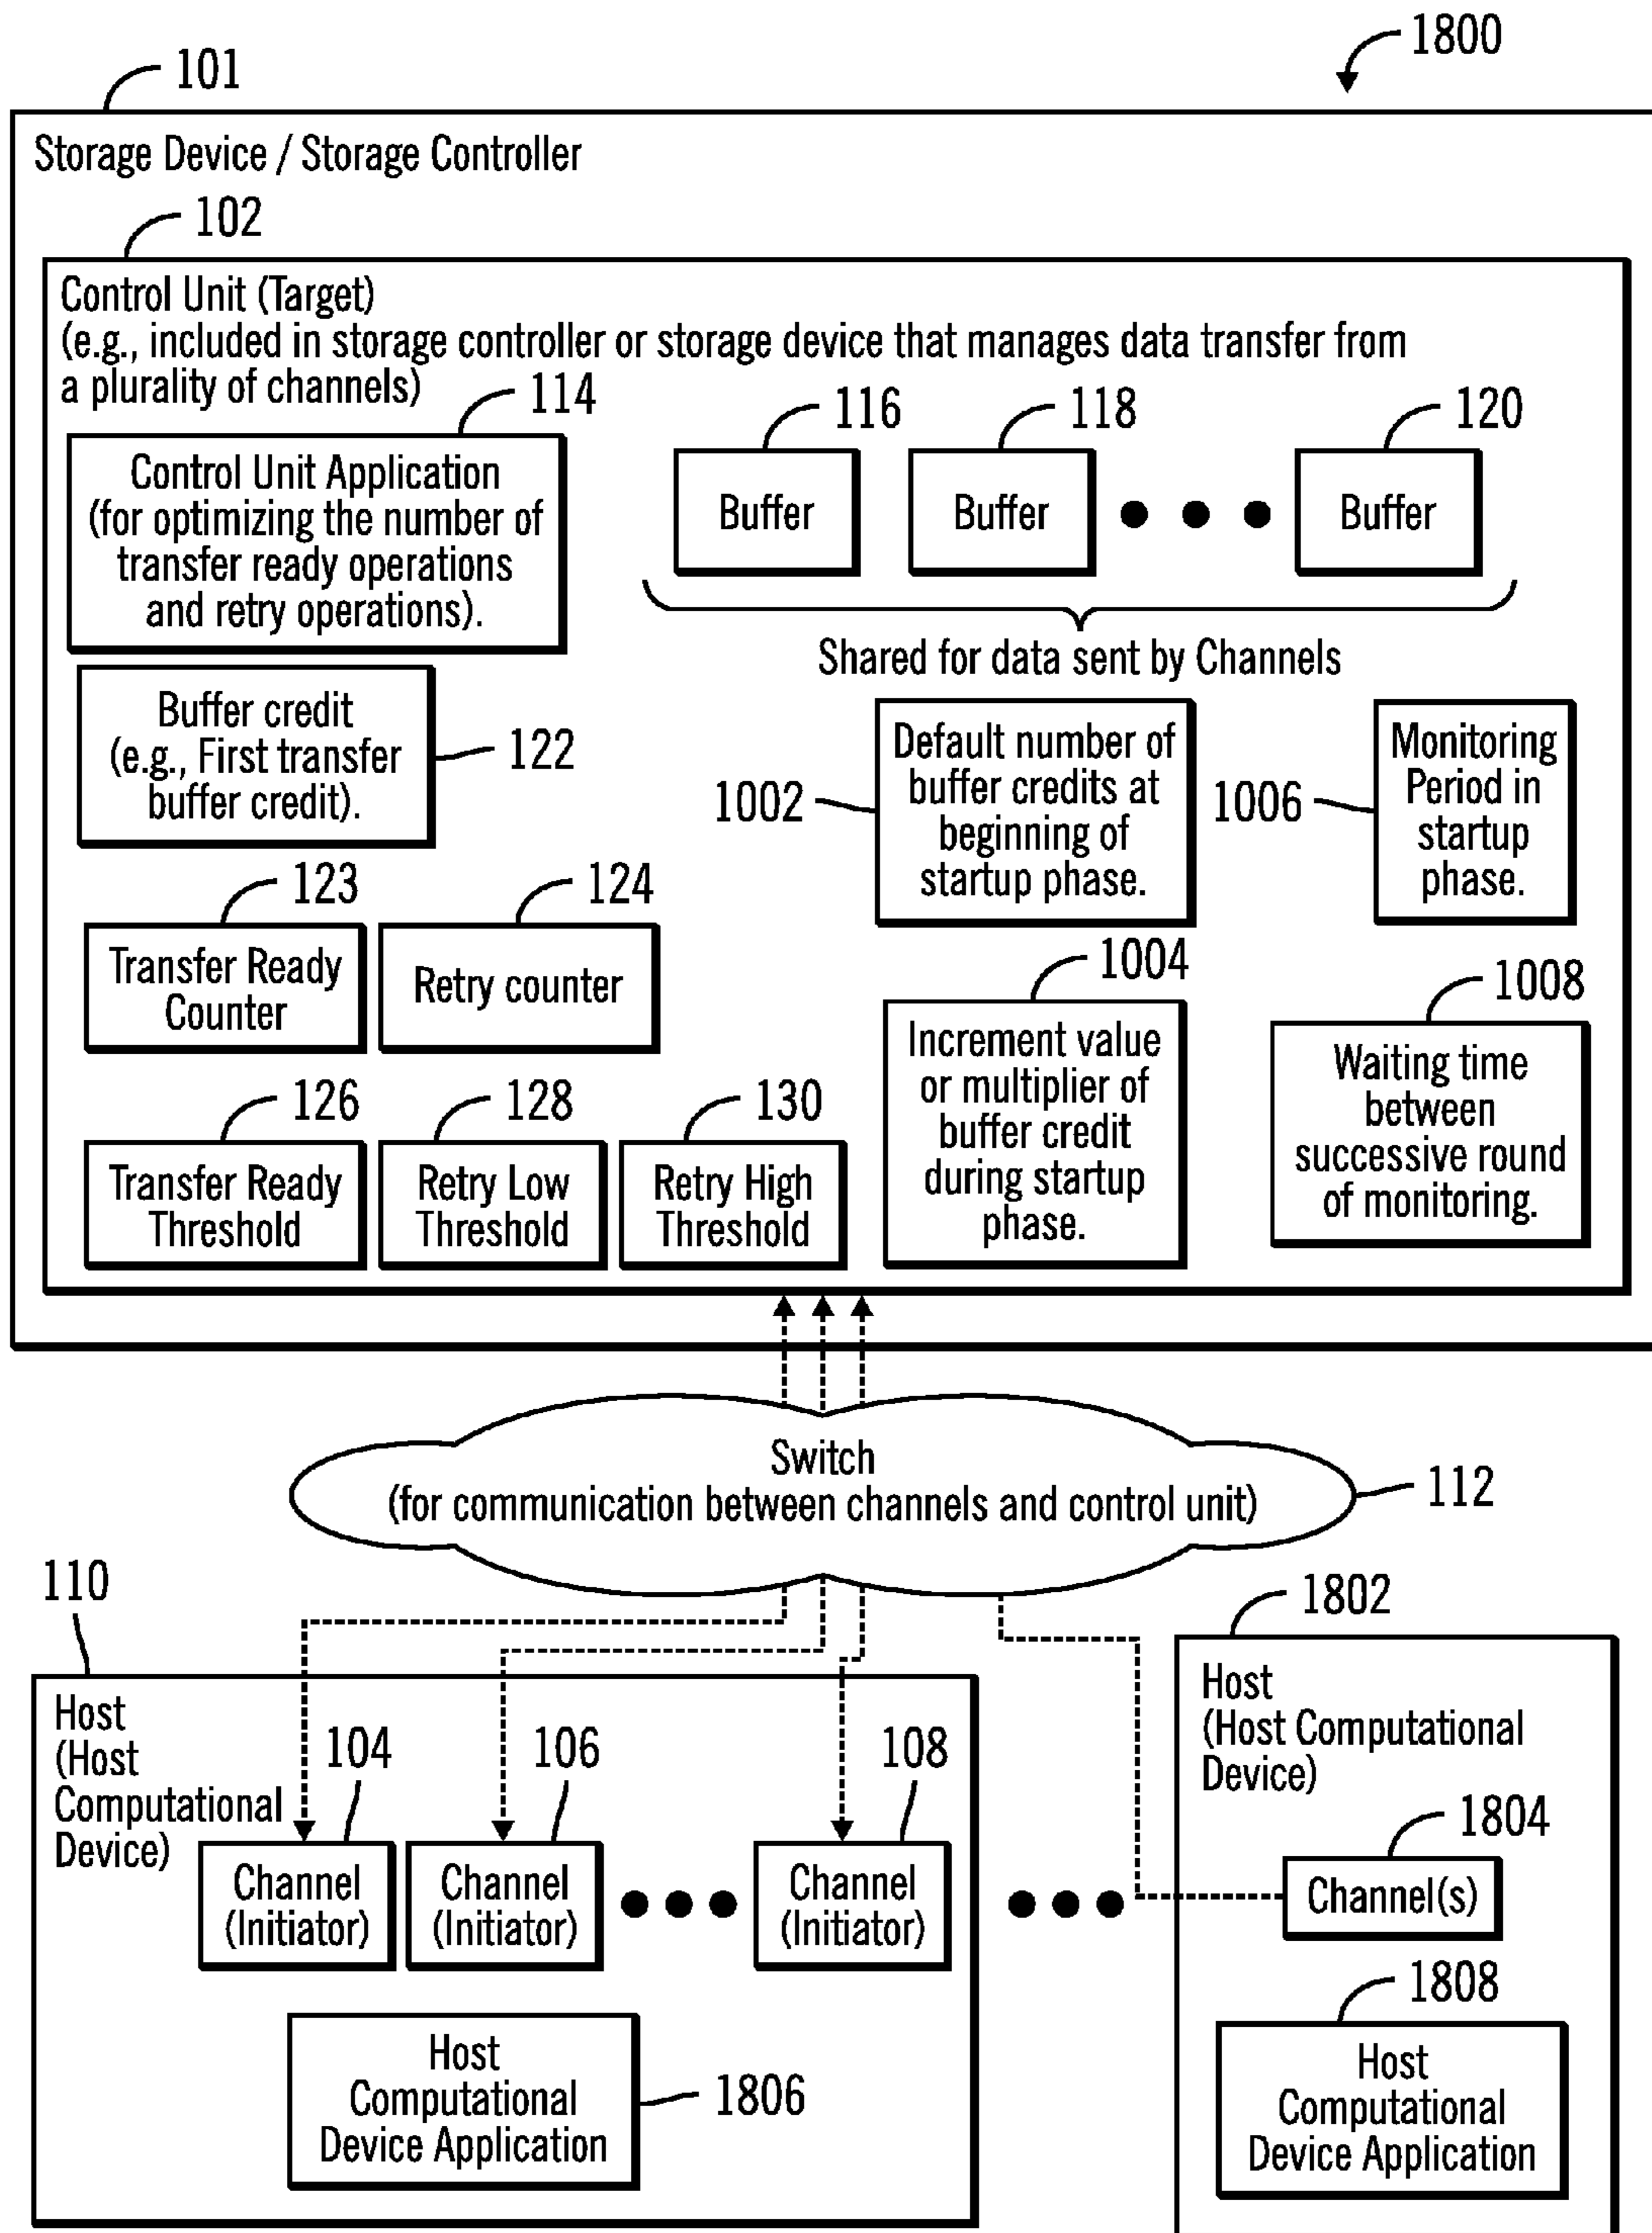 1800
101
Storage Device / Storage Controller
102
Control Unit (Target)
(e.g., included in storage controller or storage device that manages data transfer from
a plurality of channels)
114
116
118
120
Control Unit Application
(for optimizing the number of
transfer ready operations
and retry operations).
Buffer
Buffer
Buffer
Shared for data sent by Channels
Buffer credit
(e.g., First transfer
buffer credit).
122
1002
Default number of
buffer credits at
beginning of
startup phase.
1006
Monitoring
Period in
startup
phase.
123
124
Transfer Ready
Counter
Retry counter
1004
Increment value
or multiplier of
buffer credit
during startup
phase.
1008
Waiting time
between
successive round
of monitoring.
126
128
130
Transfer Ready
Threshold
Retry Low
Threshold
Retry High
Threshold
Switch
(for communication between channels and control unit)
112
110
Host
(Host
Computational
Device)
104
106
108
Channel
(Initiator)
Channel
(Initiator)
Channel
(Initiator)
Host
Computational
Device Application
1806
1802
Host
(Host Computational
Device)
1804
Channel(s)
1808
Host
Computational
Device Application